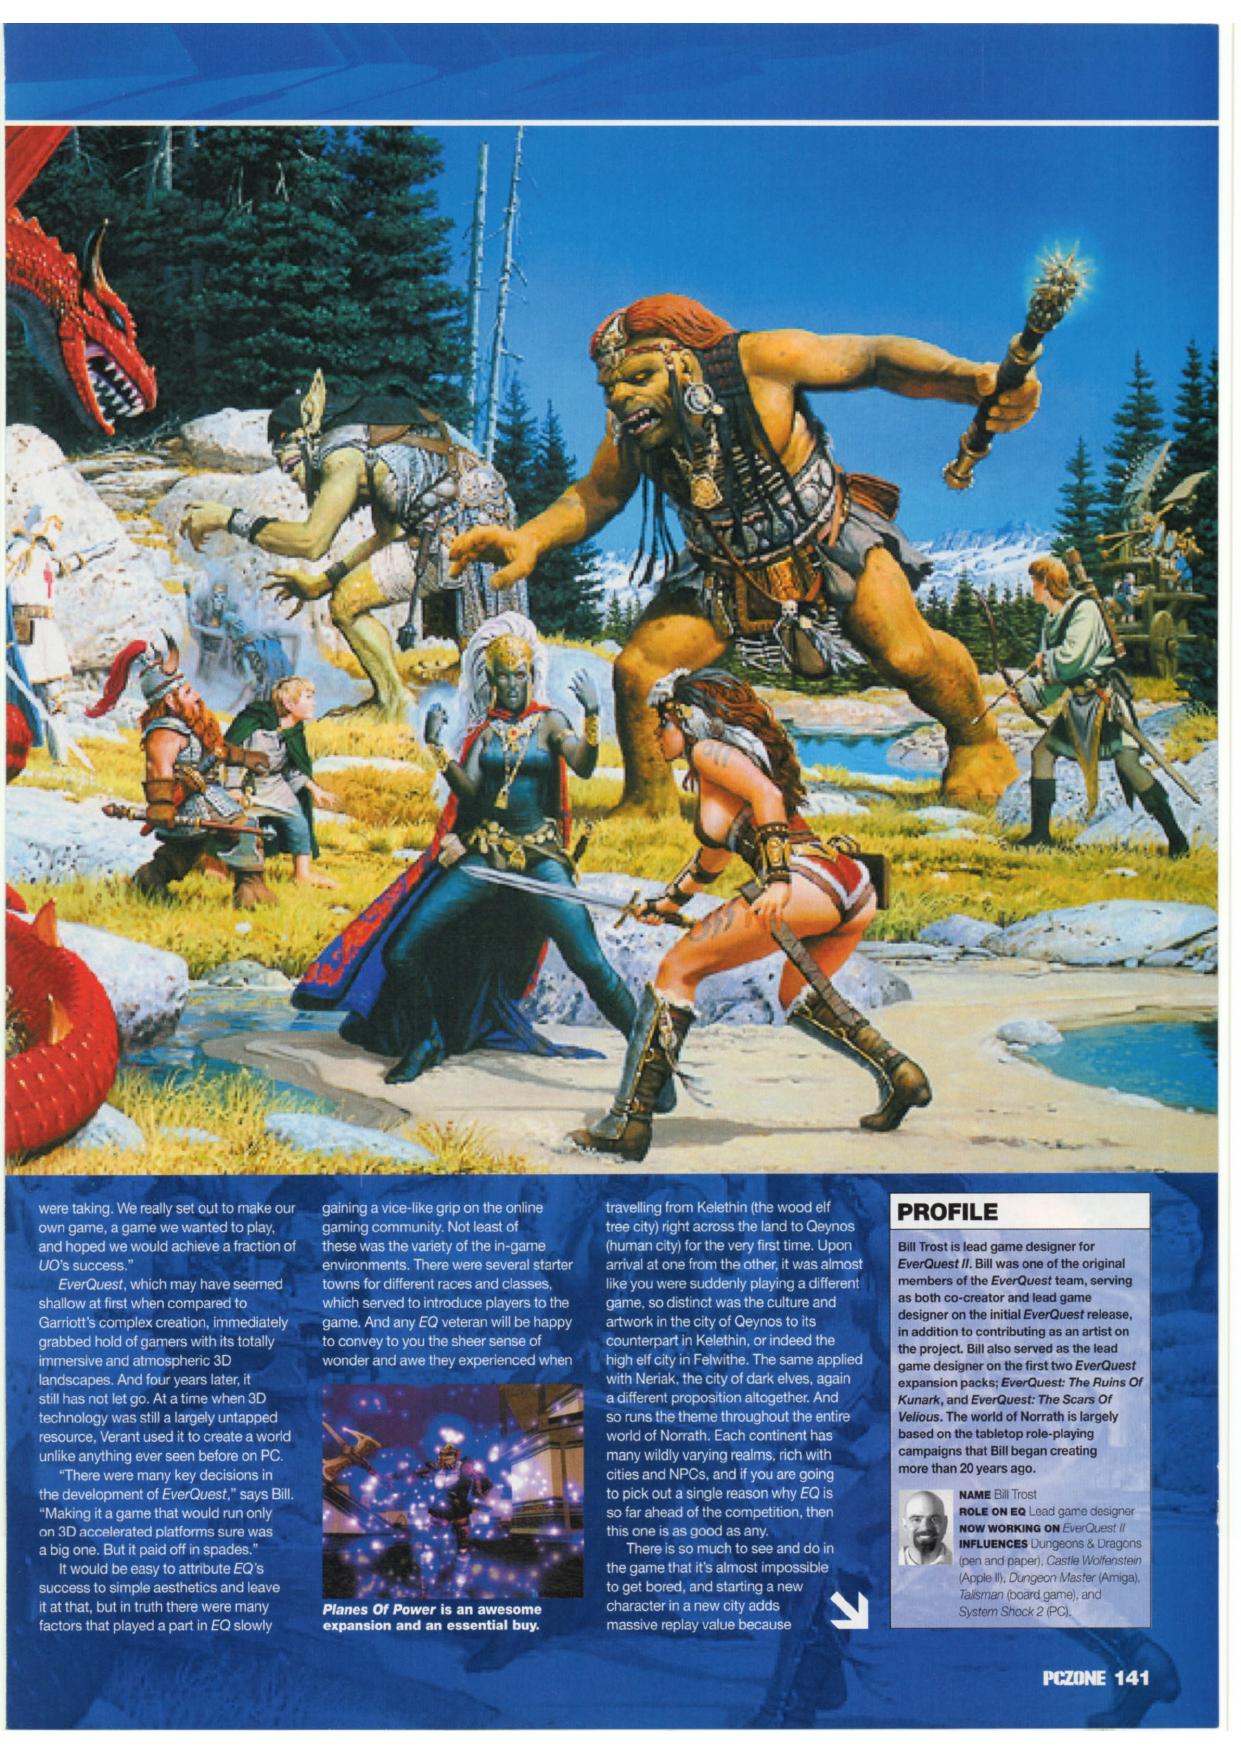 were taking. We really set out to make our
own game, a game we wanted to play,
and hoped we would achieve a fraction of
UO's success."
EverQuest, which may have seemed
shallow at first when compared to
Garriott's complex creation, immediately
grabbed hold of gamers with its totally
immersive and atmospheric 3D
landscapes. And four years later, it
still has not let go. At a time when 3D
technology was still a largely untapped
resource, Verant used it to create a world
unlike anything ever seen before on PC.
"There were many key decisions in
the development of EverQuest," says Bill.
"Making it a game that would run only
on 3D accelerated platforms sure was
a big one. But it paid off in spades."
It would be easy to attribute EQ's
success to simple aesthetics and leave
it at that, but in truth there were many
factors that played a part in EQ slowly
gaining a vice-like grip on the online
gaming community. Not least of
these was the variety of the in-game
environments. There were several starter
towns for different races and classes,
which served to introduce players to the
game. And any EQ veteran will be happy
to convey to you the sheer sense of
wonder and awe they experienced when
Planes Of Power is an awesome
expansion and an essential buy.
travelling from Kelethin (the wood elf
tree city) right across the land to Qeynos
(human city) for the very first time. Upon
arrival at one from the other, it was almost
like you were suddenly playing a different
game, so distinct was the culture and
artwork in the city of Qeynos to its
counterpart in Kelethin, or indeed the
high elf city in Felwithe. The same applied
with Neriak, the city of dark elves, again
a different proposition altogether. And
so runs the theme throughout the entire
world of Norrath. Each continent has
many wildly varying realms, rich with
cities and NPCs, and if you are going
to pick out a single reason why EQ is
so far ahead of the competition, then
this one is as good as any.
There is so much to see and do in
the game that it's almost impossible
to get bored, and starting a new
character in a new city adds
massive replay value because
PROFILE
Bill Trost is lead game designer for
EverQuest II. Bill was one of the original
members of the EverQuest team, serving
as both co-creator and lead game
designer on the initial EverQuest release,
in addition to contributing as an artist on
the project. Bill also served as the lead
game designer on the first two EverQuest
expansion packs; EverQuest: The Ruins Of
Kunark, and EverQuest: The Scars Of
Velious. The world of Norrath is largely
based on the tabletop role-playing
campaigns that Bill began creating
more than 20 years ago.
NAME Bill Trost
ROLE ON EQ Lead game designer
NOW WORKING ON EverQuest II
INFLUENCES Dungeons & Dragons
(pen and paper), Castle Wolfenstein
(Apple II), Dungeon Master (Amiga),
Talisman (board game), and
System Shock 2 (PC).
PCZONE 141